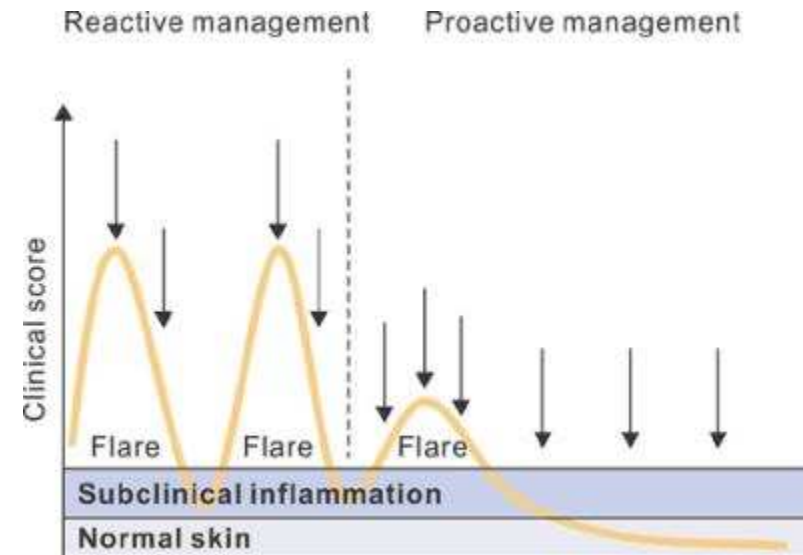 Reactive management
Proactive management
Clinical score
Flare
Flare
Flare
Subclinical inflammation
Normal skin